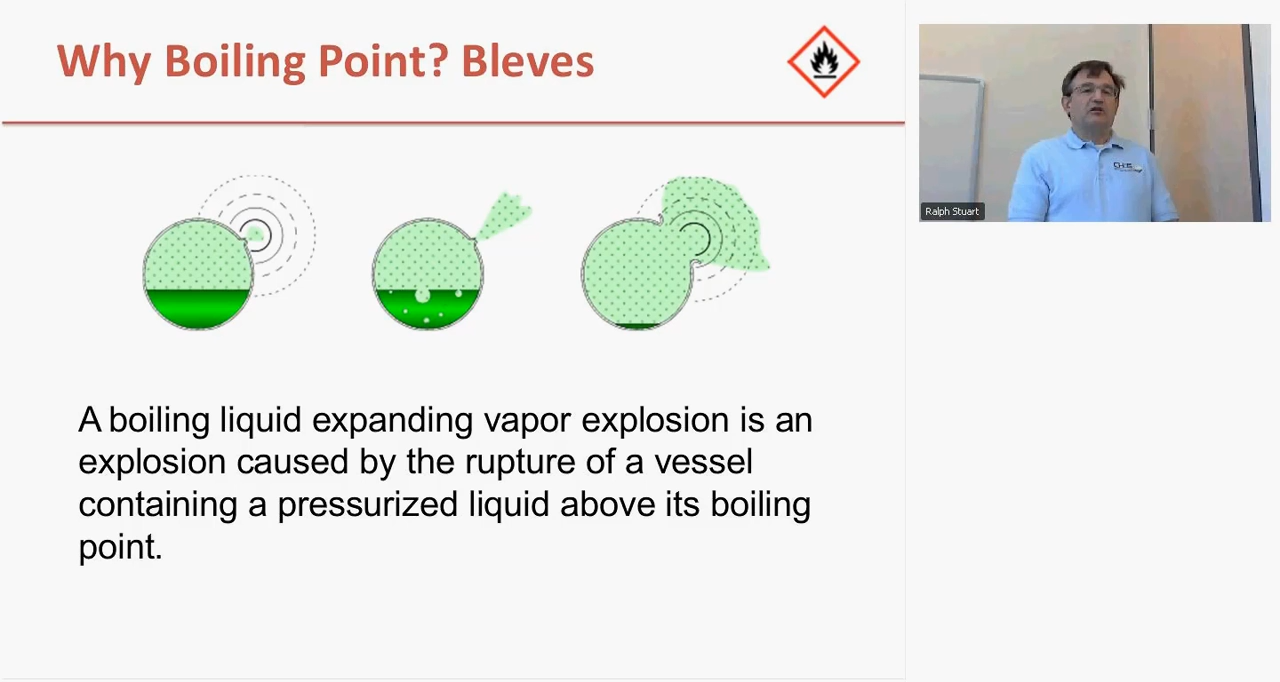 Why Boiling Point? Bleves
A boiling liquid expanding vapor explosion is an
explosion caused by the rupture of a vessel
containing a pressurized liquid above its boiling
point.
Ralph Stuart